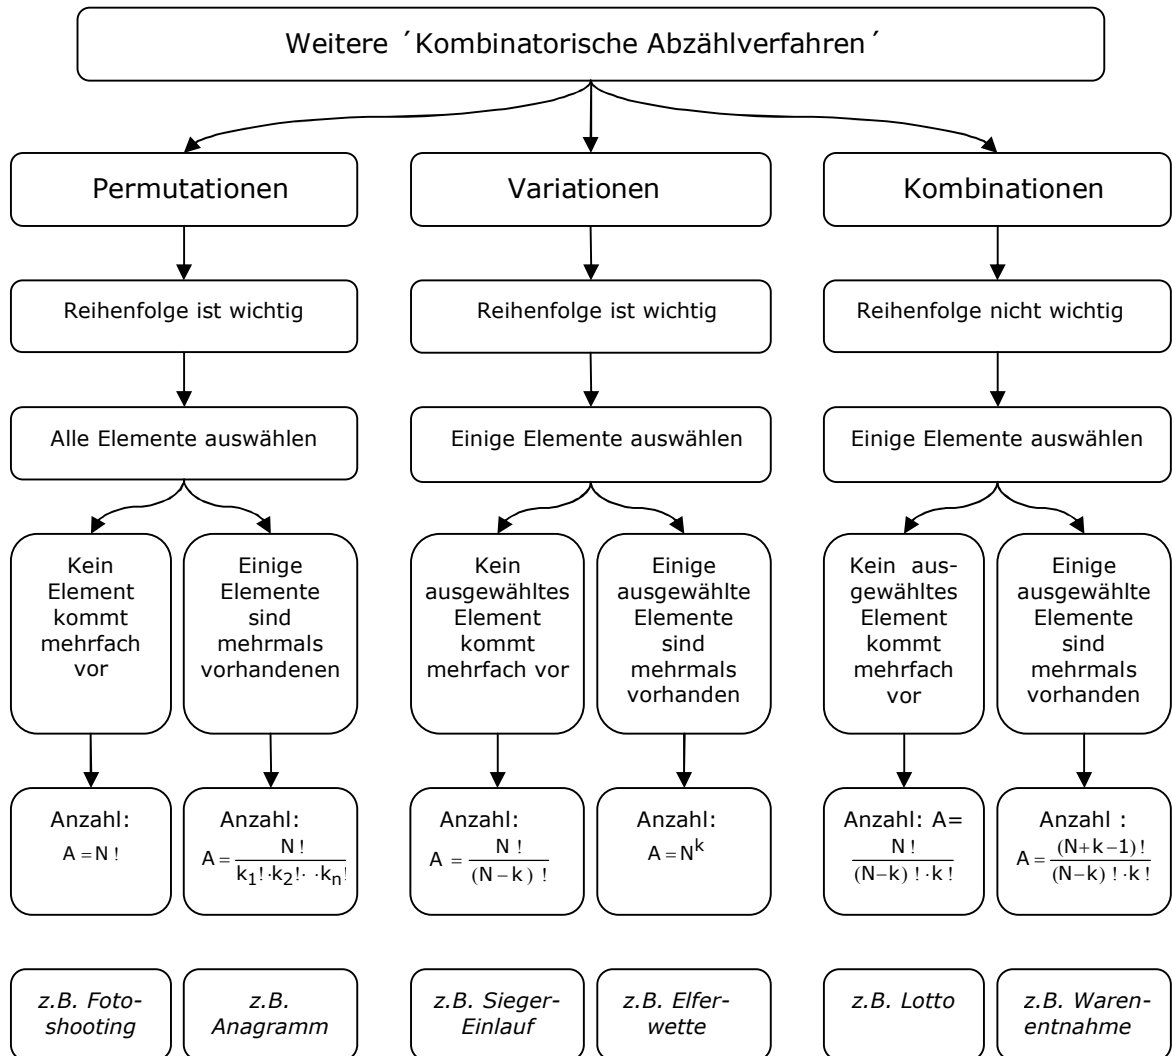 Weitere ´Kombinatorische Abzählverfahren´
Permutationen
Variationen
Kombinationen
Reihenfolge ist wichtig
Reihenfolge ist wichtig
Reihenfolge nicht wichtig
Alle Elemente auswählen
Einige Elemente auswählen
Einige Elemente auswählen
Kein
Element
kommt
mehrfach
vor
Einige
Elemente
sind
mehrmals
vorhandenen
Kein
ausgewähltes
Element
kommt
mehrfach vor
Einige
ausgewählte
Elemente
sind
mehrmals
vorhanden
Kein aus-
gewähltes
Element
kommt
mehrfach
vor
Einige
ausgewählte
Elemente
sind
mehrmals
vorhanden
Anzahl:
A = N !
Anzahl:
A = N ! / k₁! · k₂! · · kₙ!
Anzahl:
A = N ! / (N – k) !
Anzahl:
A = Nᵏ
Anzahl: A=
N ! / (N–k) ! · k !
Anzahl :
A = (N+k–1) ! / (N–k) ! · k !
z.B. Foto-
shooting
z.B.
Anagramm
z.B. Sieger-
Einlauf
z.B. Elfer-
wette
z.B. Lotto
z.B. Waren-
entnahme